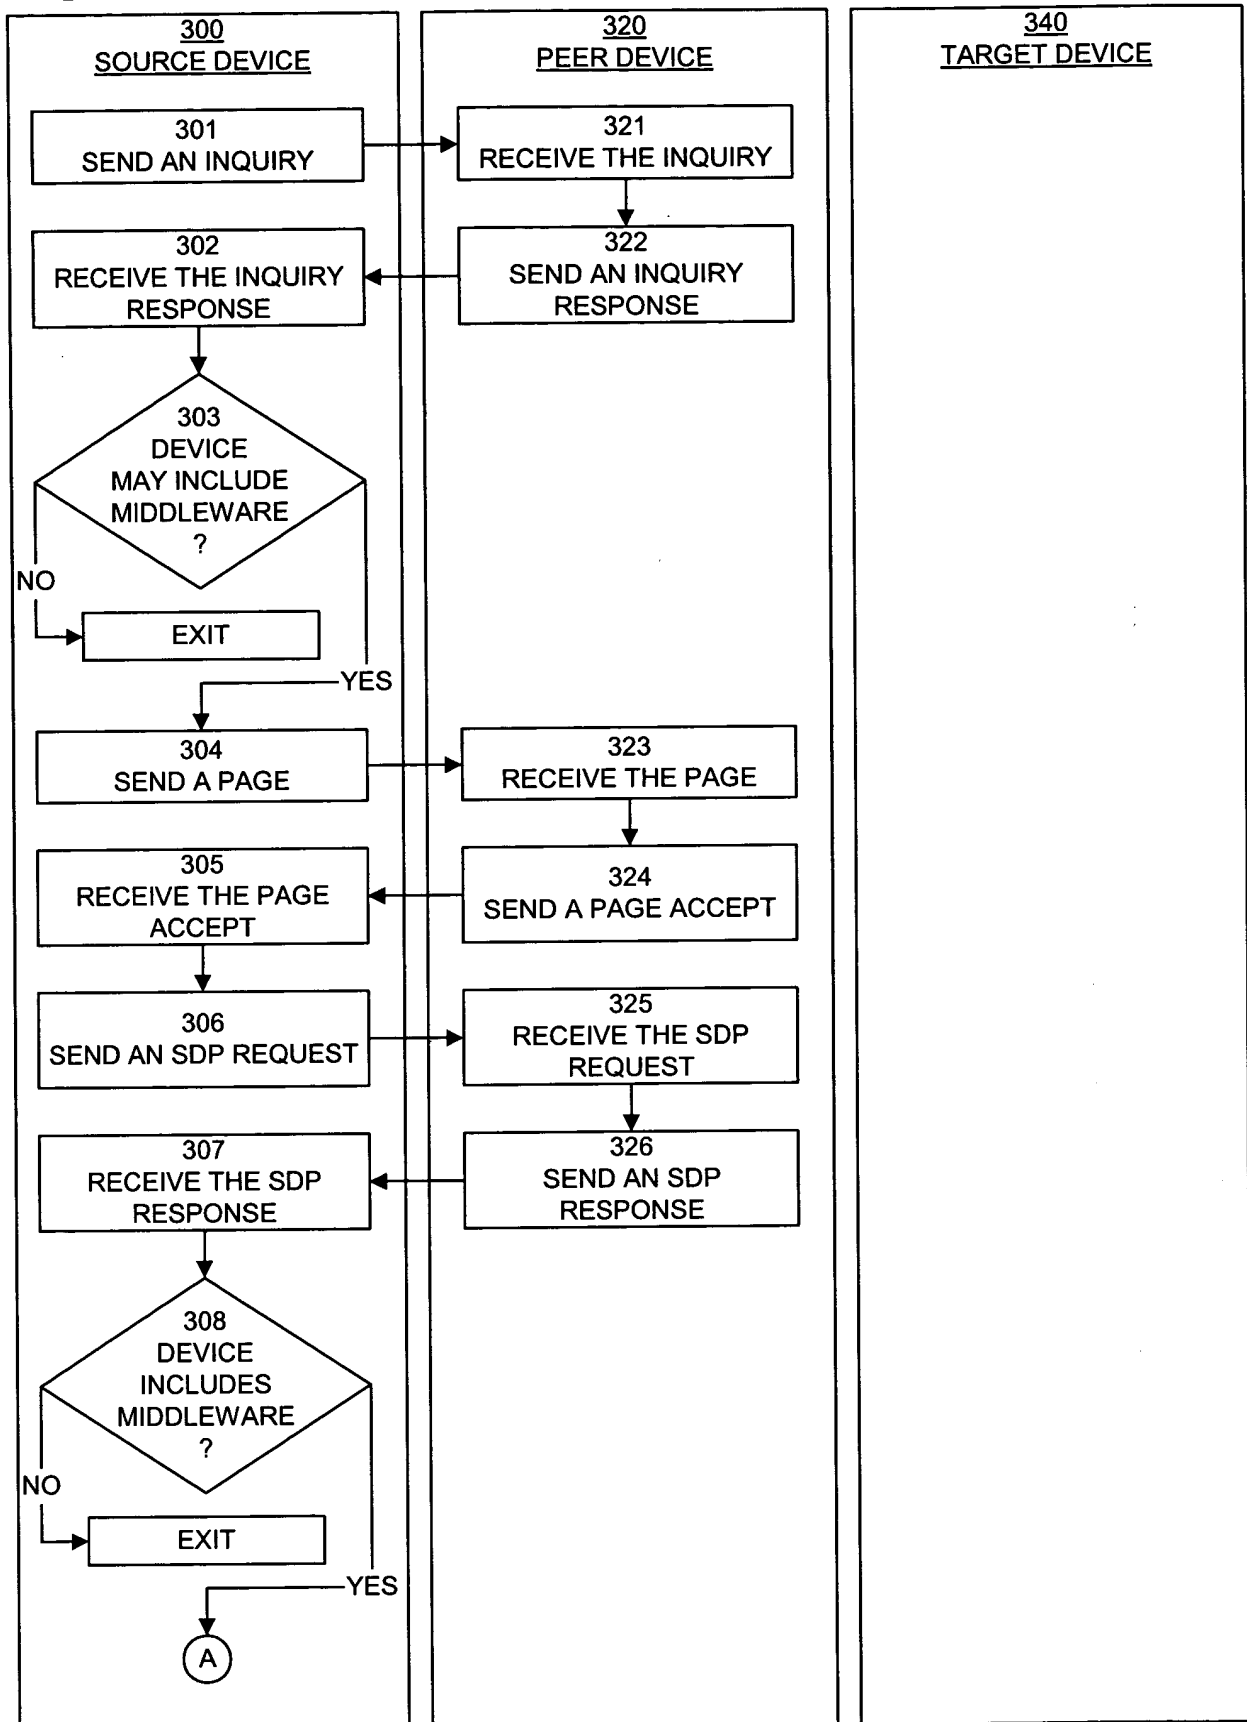 300
SOURCE DEVICE
320
PEER DEVICE
340
TARGET DEVICE
301
SEND AN INQUIRY
321
RECEIVE THE INQUIRY
302
RECEIVE THE INQUIRY
RESPONSE
322
SEND AN INQUIRY
RESPONSE
303
DEVICE
MAY INCLUDE
MIDDLEWARE
?
NO
EXIT
YES
304
SEND A PAGE
323
RECEIVE THE PAGE
305
RECEIVE THE PAGE
ACCEPT
324
SEND A PAGE ACCEPT
306
SEND AN SDP REQUEST
325
RECEIVE THE SDP
REQUEST
307
RECEIVE THE SDP
RESPONSE
326
SEND AN SDP
RESPONSE
308
DEVICE
INCLUDES
MIDDLEWARE
?
NO
EXIT
YES
A